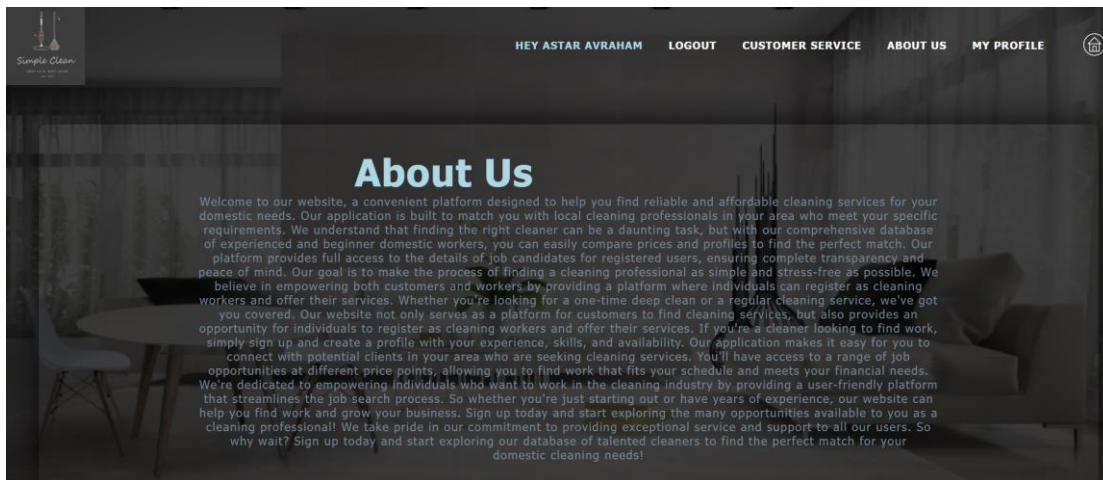 Simple Clean
HEY ASTAR AVRAHAM LOGOUT CUSTOMER SERVICE ABOUT US MY PROFILE
About Us
Welcome to our website, a convenient platform designed to help you find reliable and affordable cleaning services for your
domestic needs. Our application is built to match you with local cleaning professionals in your area who meet your specific
requirements. We understand that finding the right cleaner can be a daunting task, but with our comprehensive database
of experienced and beginner domestic workers, you can easily compare prices and profiles to find the perfect match. Our
platform provides full access to the details of job candidates for registered users, ensuring complete transparency and
peace of mind. Our goal is to make the process of finding a cleaning professional as simple and stress-free as possible. We
believe in empowering both customers and workers by providing a platform where individuals can register as cleaning
workers and offer their services. Whether you're looking for a one-time deep clean or a regular cleaning service, we've got
you covered. Our website not only serves as a platform for customers to find cleaning services, but also provides an
opportunity for individuals to register as cleaning workers and offer their services. If you're a cleaner looking to find work,
simply sign up and create a profile with your experience, skills, and availability. Our application makes it easy for you to
connect with potential clients in your area who are seeking cleaning services. You'll have access to a range of job
opportunities at different price points, allowing you to find work that fits your schedule and meets your financial needs.
We're dedicated to empowering individuals who want to work in the cleaning industry by providing a user-friendly platform
that streamlines the job search process. So whether you're just starting out or have years of experience, our website can
help you find work and grow your business. Sign up today and start exploring the many opportunities available to you as a
cleaning professional! We take pride in our commitment to providing exceptional service and support to all our users. So
why wait? Sign up today and start exploring our database of talented cleaners to find the perfect match for your
domestic cleaning needs!